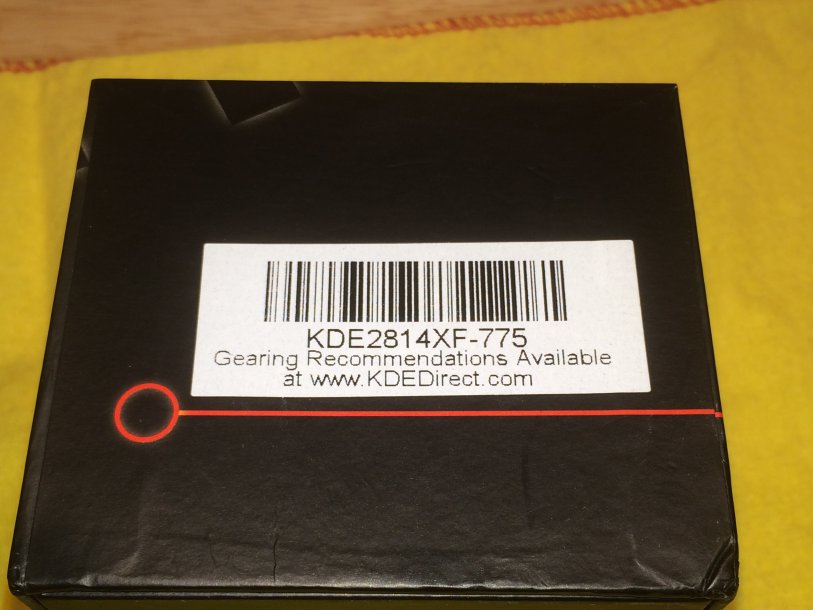 KDE2814XF-775
Gearing Recommendations Available
at www.KDEDirect.com